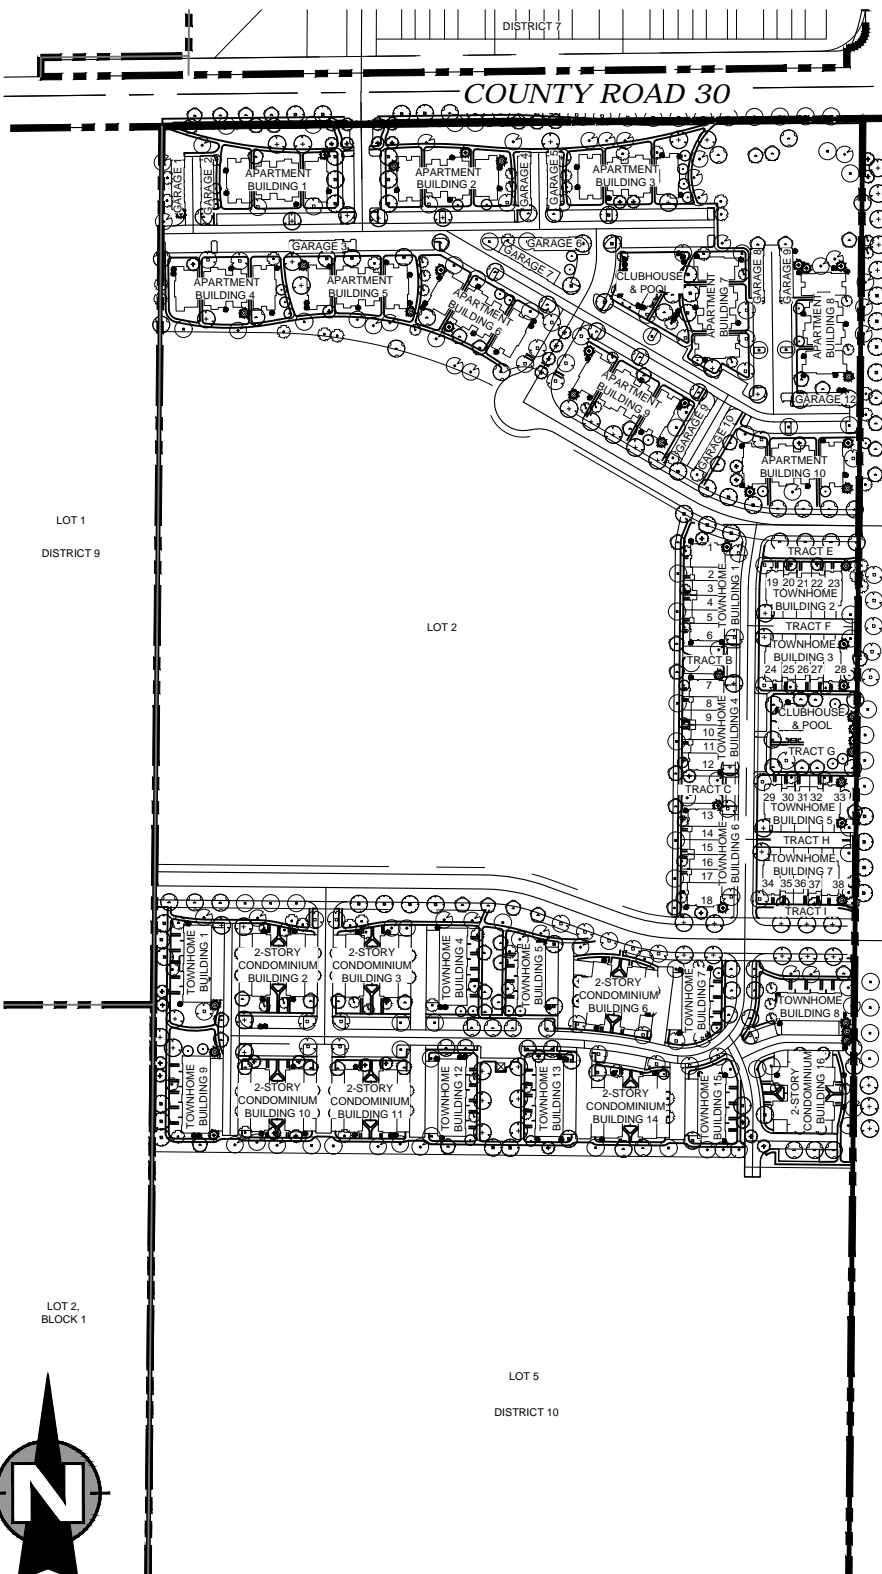 DISTRICT 7
COUNTY ROAD 30
GARAGE 1
GARAGE 2
APARTMENT
BUILDING 1
APARTMENT
BUILDING 2
GARAGE 4
GARAGE 5
APARTMENT
BUILDING 3
GARAGE 3
GARAGE 6
GARAGE 7
CLUBHOUSE
& POOL
APARTMENT
BUILDING 7
GARAGE 8
GARAGE 9
APARTMENT
BUILDING 8
APARTMENT
BUILDING 4
APARTMENT
BUILDING 5
APARTMENT
BUILDING 6
APARTMENT
BUILDING 9
GARAGE 9
GARAGE 10
GARAGE 12
APARTMENT
BUILDING 10
LOT 1
DISTRICT 9
LOT 2
1
2
3
4
5
6
TOWNHOME
BUILDING 1
TRACT B
7
8
9
10
11
12
TOWNHOME
BUILDING 4
TRACT C
13
14
15
16
17
18
TOWNHOME
BUILDING 6
TRACT E
19 20 21 22 23
TOWNHOME
BUILDING 2
TRACT F
TOWNHOME
BUILDING 3
24 25 26 27 28
CLUBHOUSE
& POOL
TRACT G
29 30 31 32 33
TOWNHOME
BUILDING 5
TRACT H
TOWNHOME
BUILDING 7
34 35 36 37 38
TRACT I
TOWNHOME
BUILDING 1
2-STORY
CONDOMINIUM
BUILDING 2
2-STORY
CONDOMINIUM
BUILDING 3
TOWNHOME
BUILDING 4
TOWNHOME
BUILDING 5
2-STORY
CONDOMINIUM
BUILDING 6
TOWNHOME
BUILDING 7
TOWNHOME
BUILDING 8
TOWNHOME
BUILDING 9
2-STORY
CONDOMINIUM
BUILDING 10
2-STORY
CONDOMINIUM
BUILDING 11
TOWNHOME
BUILDING 12
TOWNHOME
BUILDING 13
2-STORY
CONDOMINIUM
BUILDING 14
TOWNHOME
BUILDING 15
2-STORY
CONDOMINIUM
BUILDING 16
LOT 2,
BLOCK 1
LOT 5
DISTRICT 10
N